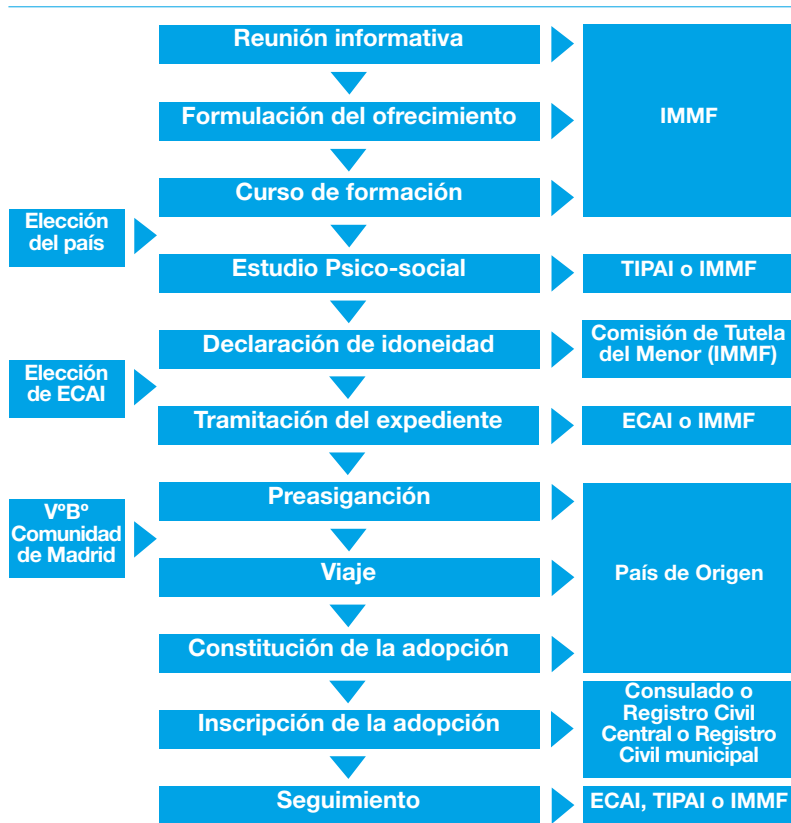 Reunión informativa
IMMF
Formulación del ofrecimiento
Curso de formación
Elección
del país
Estudio Psico-social
TIPAI o IMMF
Declaración de idoneidad
Comisión de Tutela
del Menor (IMMF)
Elección
de ECAI
Tramitación del expediente
ECAI o IMMF
Preasigancíón
VºBº
Comunidad
de Madrid
Viaje
País de Origen
Constitución de la adopción
Inscripción de la adopción
Consulado o
Registro Civil
Central o Registro
Civil municipal
Seguimiento
ECAI, TIPAI o IMMF